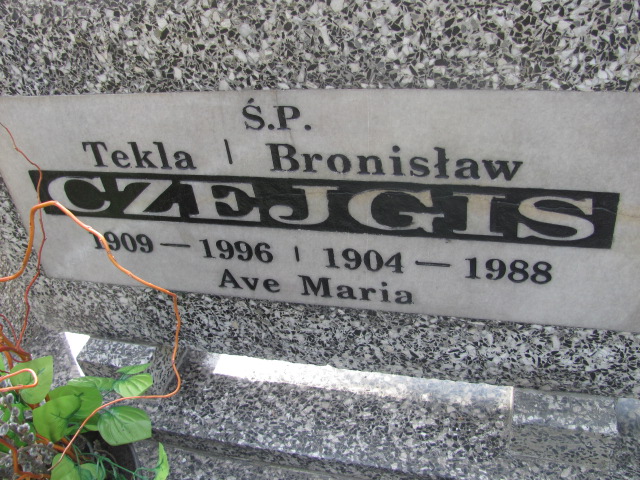 Ś.P.
Tekla | Bronisław
CZEJGIS
1909 — 1996 | 1904 — 1988
Ave Maria